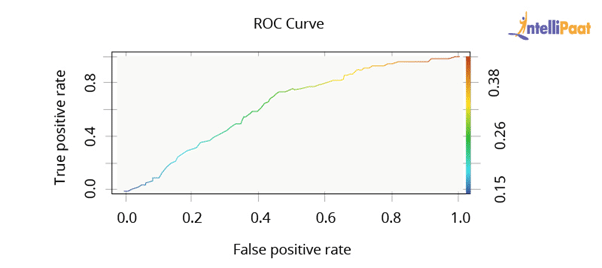 ROC Curve
intelliPaat
True positive rate
0.8
0.4
0.0
0.38
0.26
0.15
0.0 0.2 0.4 0.6 0.8 1.0
False positive rate